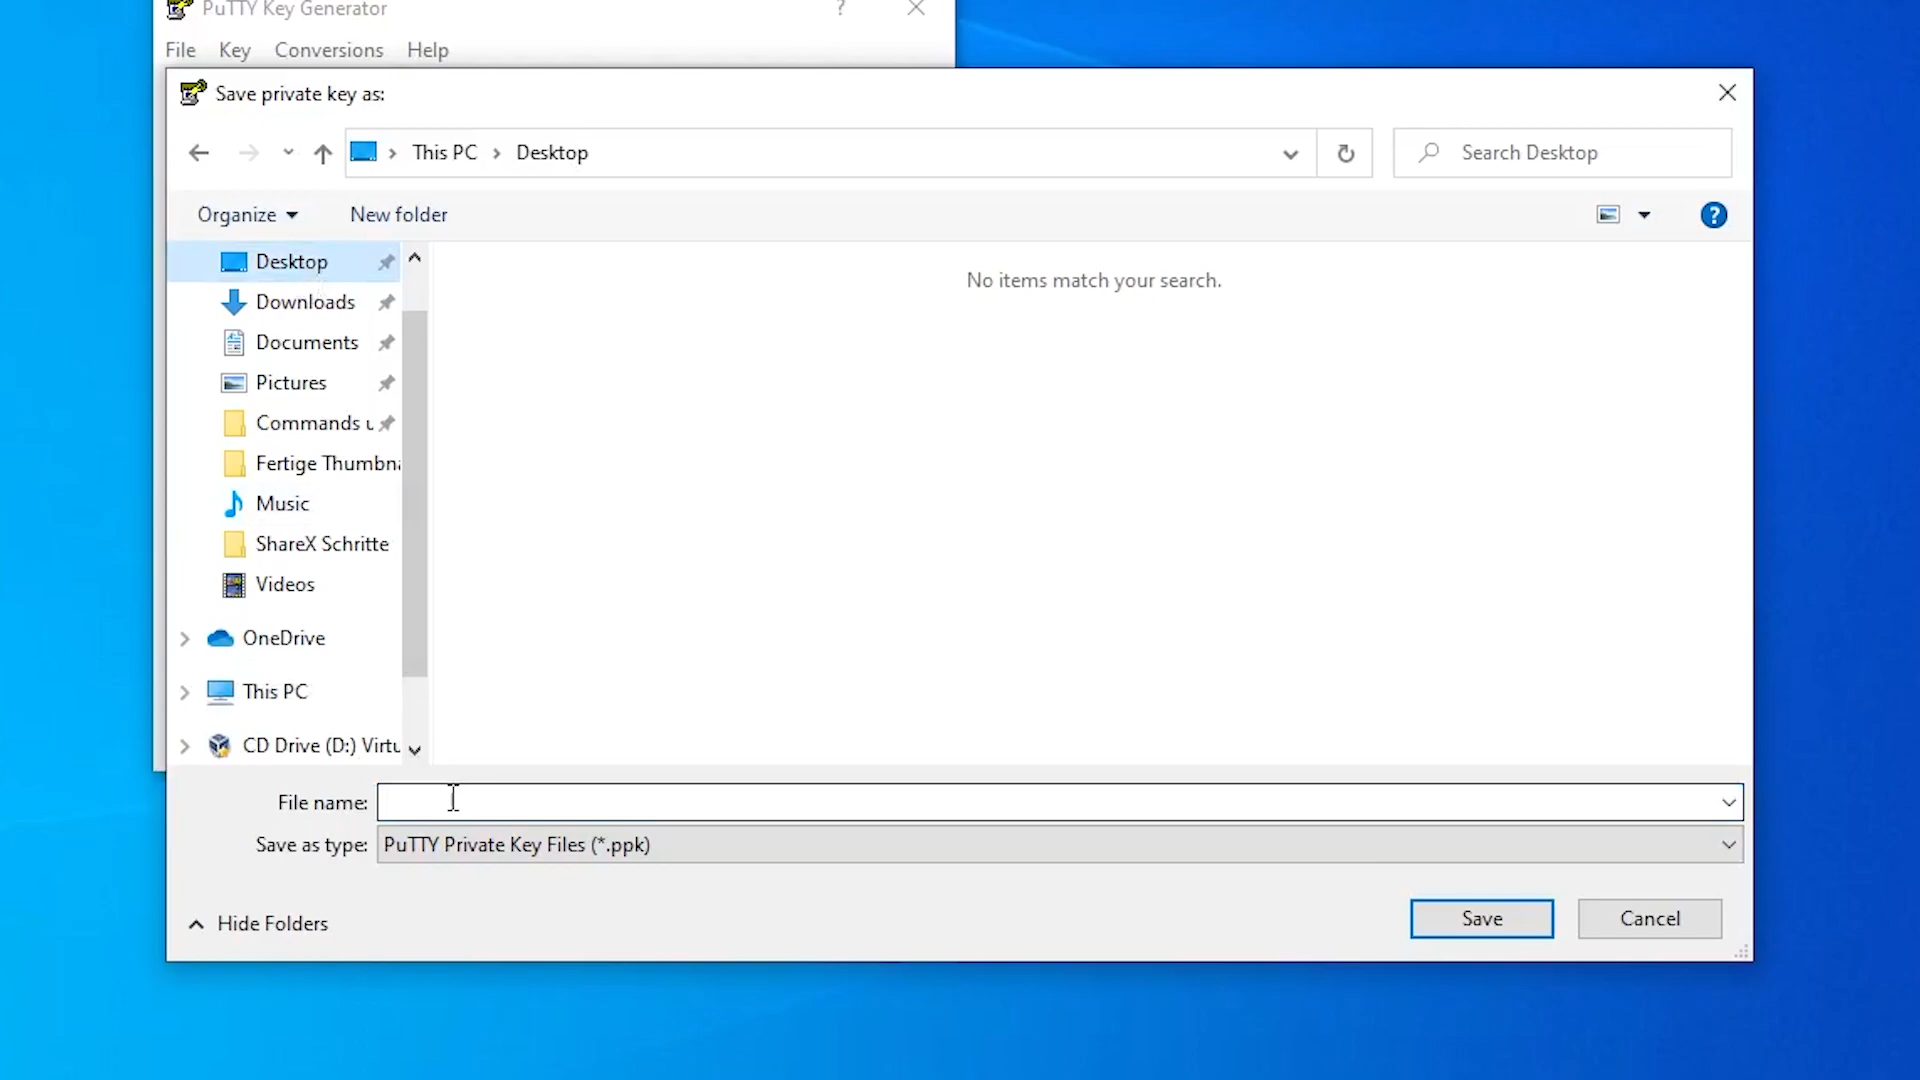 PuTTY Key Generator
File Key Conversions Help
Save private key as:
This PC Desktop
Search Desktop
Organize New folder
Desktop
Downloads
Documents
Pictures
Commands u
Fertige Thumbna
Music
ShareX Schritte
Videos
OneDrive
This PC
CD Drive (D:) Virtu
No items match your search.
File name:
Save as type: PuTTY Private Key Files (*.ppk)
Hide Folders
Save Cancel